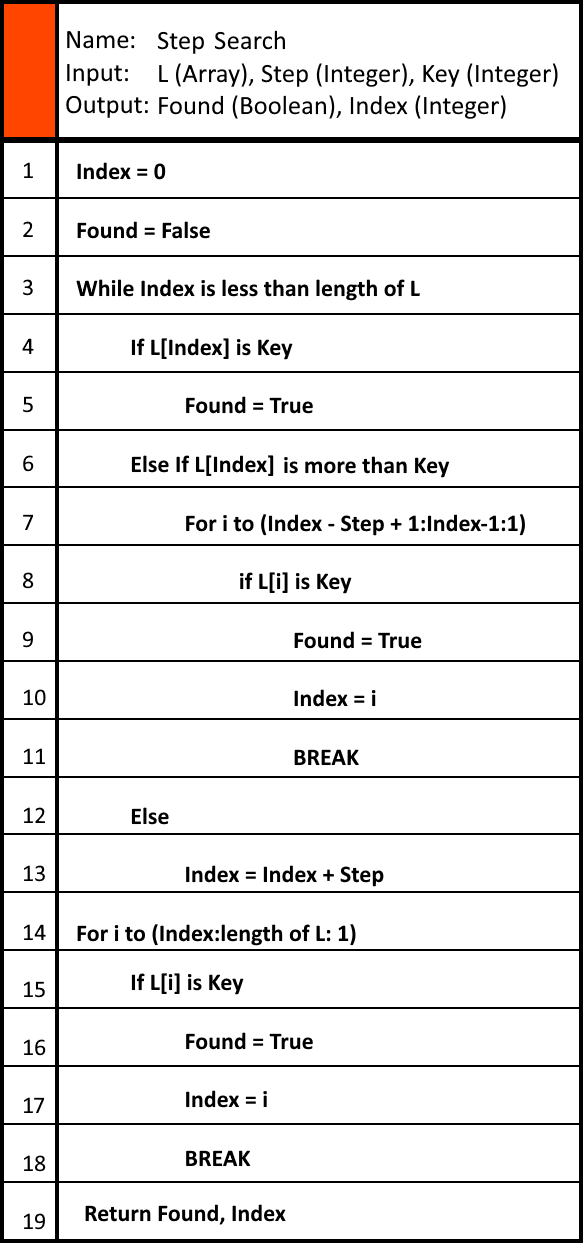 Name: Step Search
Input: L (Array), Step (Integer), Key (Integer)
Output: Found (Boolean), Index (Integer)
1 Index = 0
2 Found = False
3 While Index is less than length of L
4 If L[Index] is Key
5 Found = True
6 Else If L[Index] is more than Key
7 For i to (Index - Step + 1:Index-1:1)
8 if L[i] is Key
9 Found = True
10 Index = i
11 BREAK
12 Else
13 Index = Index + Step
14 For i to (Index:length of L: 1)
15 If L[i] is Key
16 Found = True
17 Index = i
18 BREAK
19 Return Found, Index